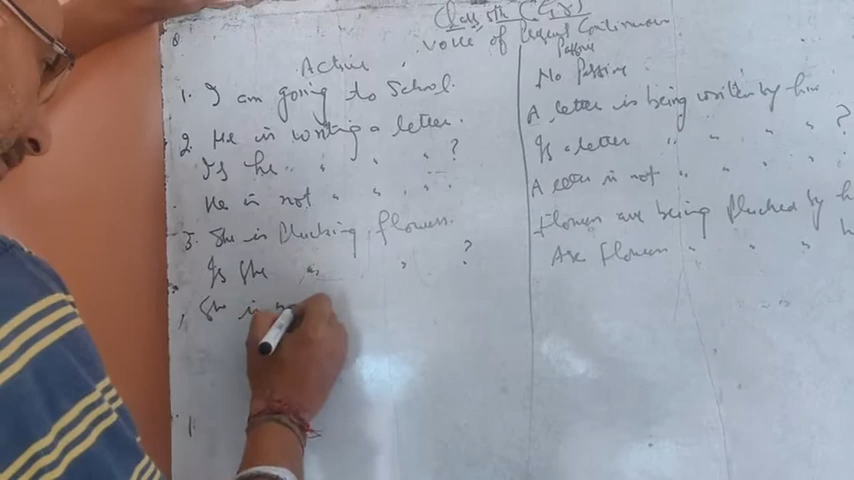 Class 5th
voice of Present Continuous
Active
Passive
1. I am going to School.
No Passive
2. He is writing a letter.
A letter is being written by him
Is he " " " " ?
Is a letter " " " " ?
He is not " " " ".
A letter is not " " " "
3. She is plucking flowers.
Flowers are being plucked by h
Is She " " ?
Are flowers " " " h
She is no